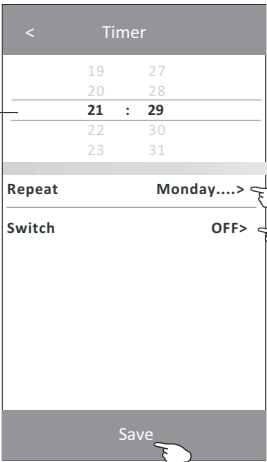 < Timer
19 27
20 28
21 : 29
22 30
23 31
Repeat Monday....>
Switch OFF>
Save